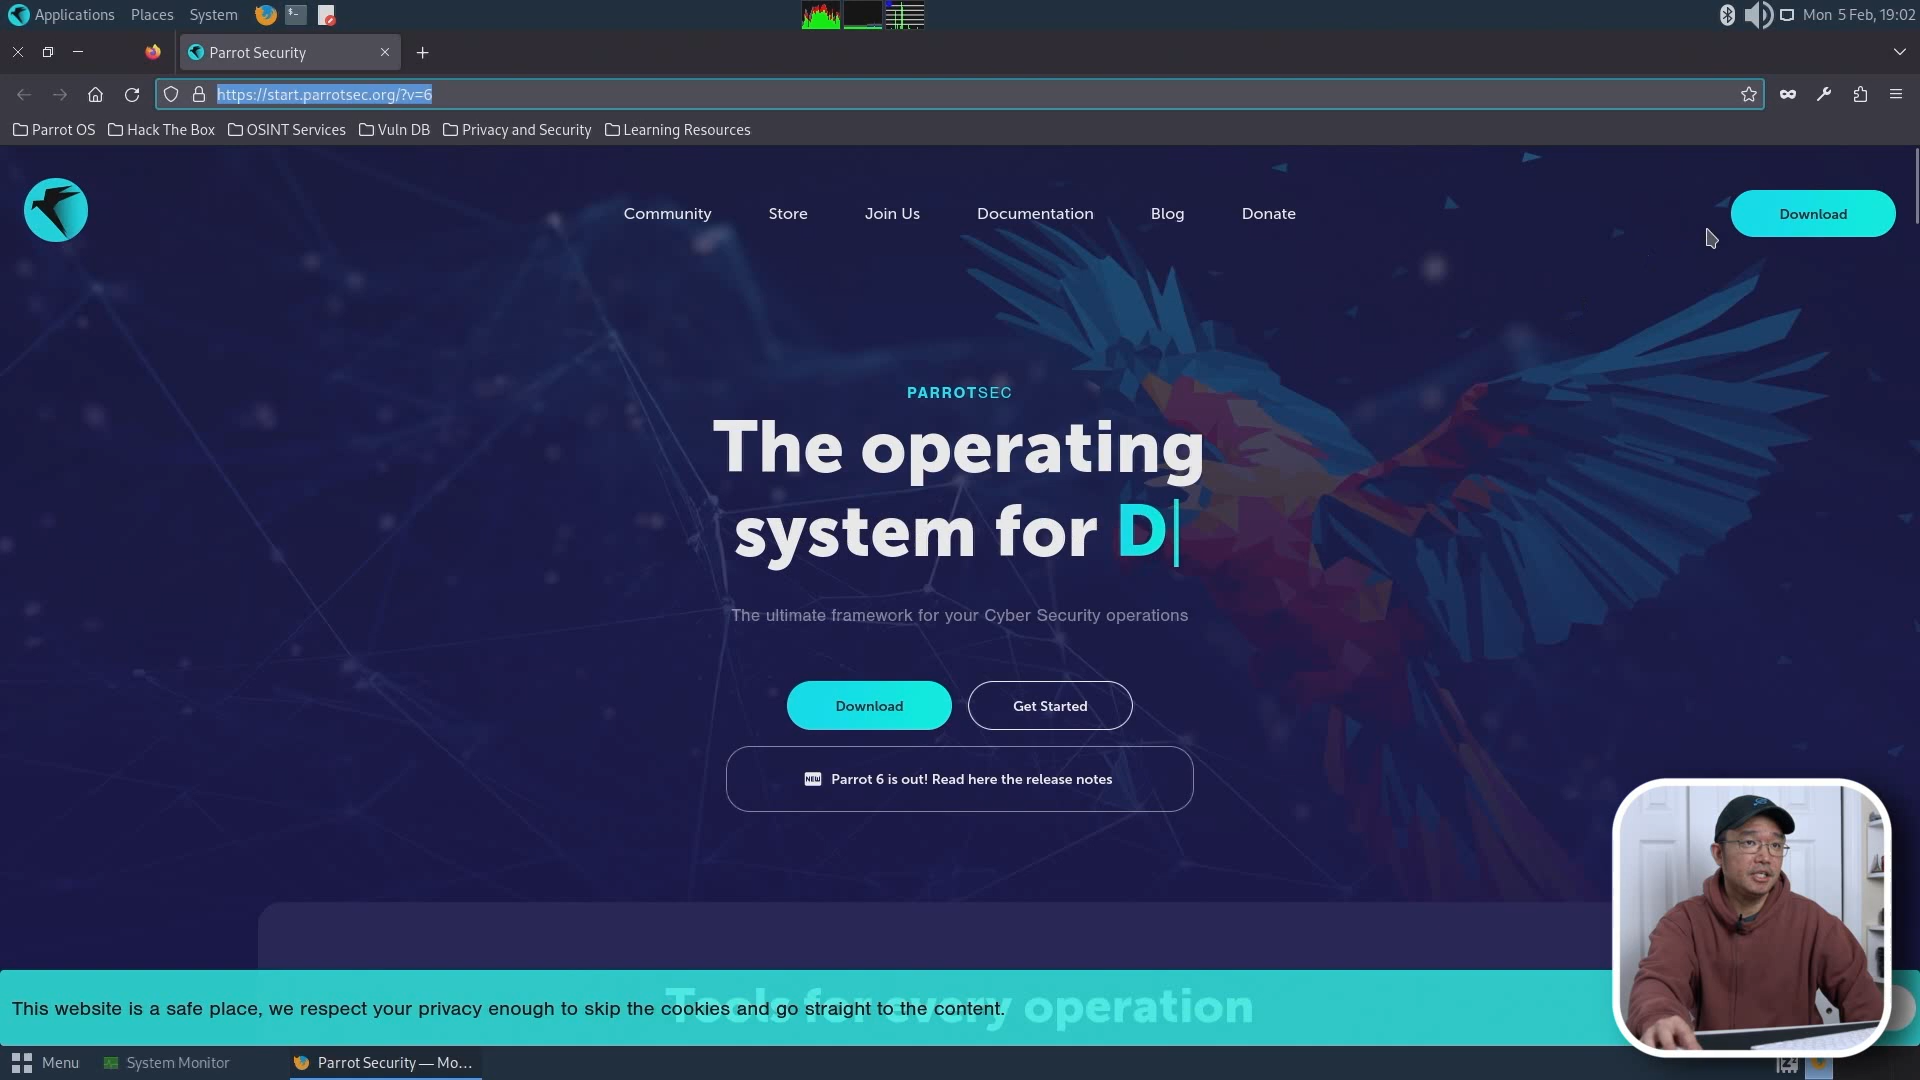 Applications Places System
Mon 5 Feb, 19:02
Parrot Security
https://start.parrotsec.org/?v=6
Parrot OS Hack The Box OSINT Services Vuln DB Privacy and Security Learning Resources
Community Store Join Us Documentation Blog Donate Download
PARROTSEC
The operating
system for D
The ultimate framework for your Cyber Security operations
Download Get Started
NEW Parrot 6 is out! Read here the release notes
Tools for every operation
This website is a safe place, we respect your privacy enough to skip the cookies and go straight to the content.
Menu System Monitor Parrot Security — Mo...